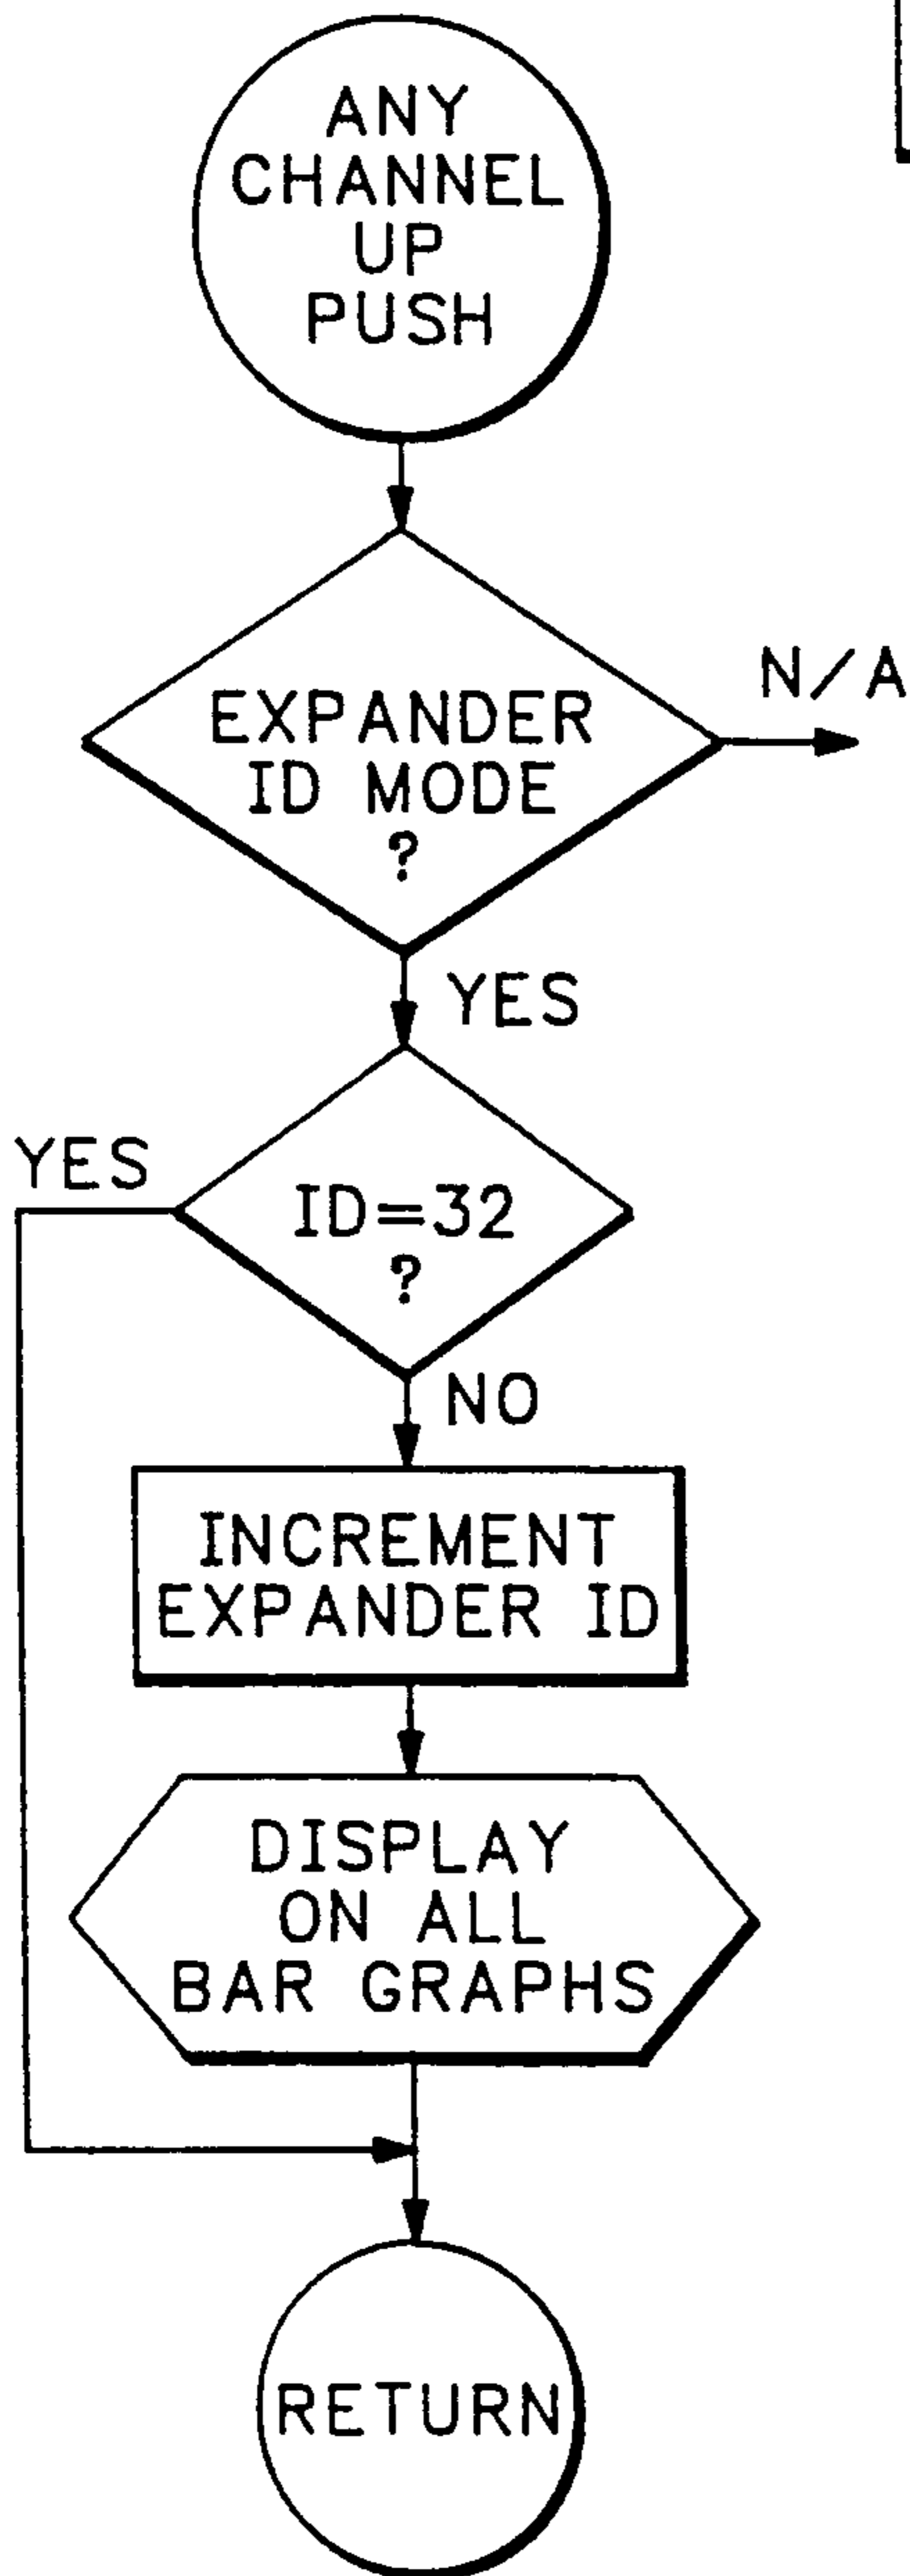 ANY
CHANNEL
UP
PUSH
EXPANDER
ID MODE
?
N/A
YES
YES
ID=32
?
NO
INCREMENT
EXPANDER ID
DISPLAY
ON ALL
BAR GRAPHS
RETURN